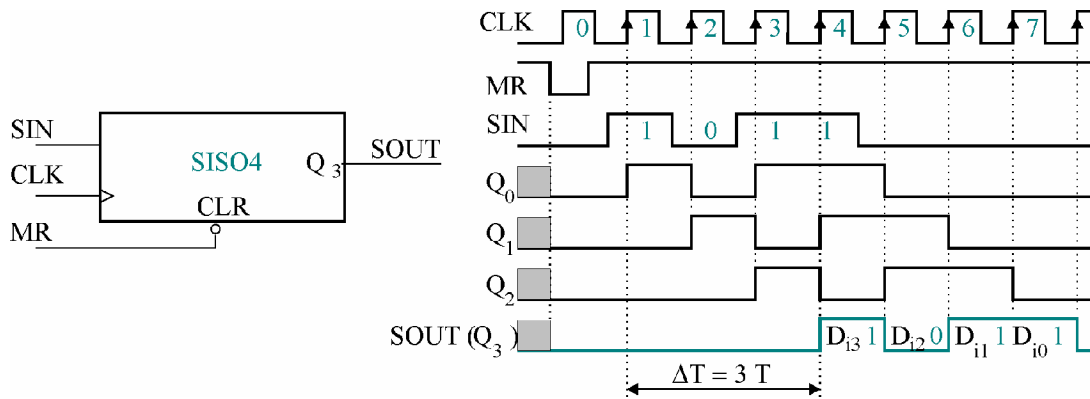 SIN
CLK
MR
SISO4
CLR
Q3
SOUT
CLK 0 1 2 3 4 5 6 7
MR
SIN 1 0 1 1
Q0
Q1
Q2
SOUT (Q3) Di3 1 Di2 0 Di1 1 Di0 1
ΔT = 3 T